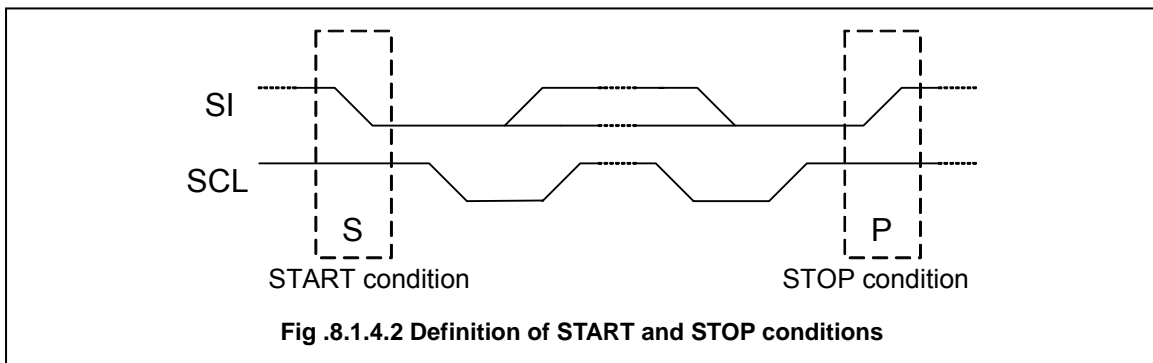 SI
SCL
S
P
START condition
STOP condition
Fig .8.1.4.2 Definition of START and STOP conditions